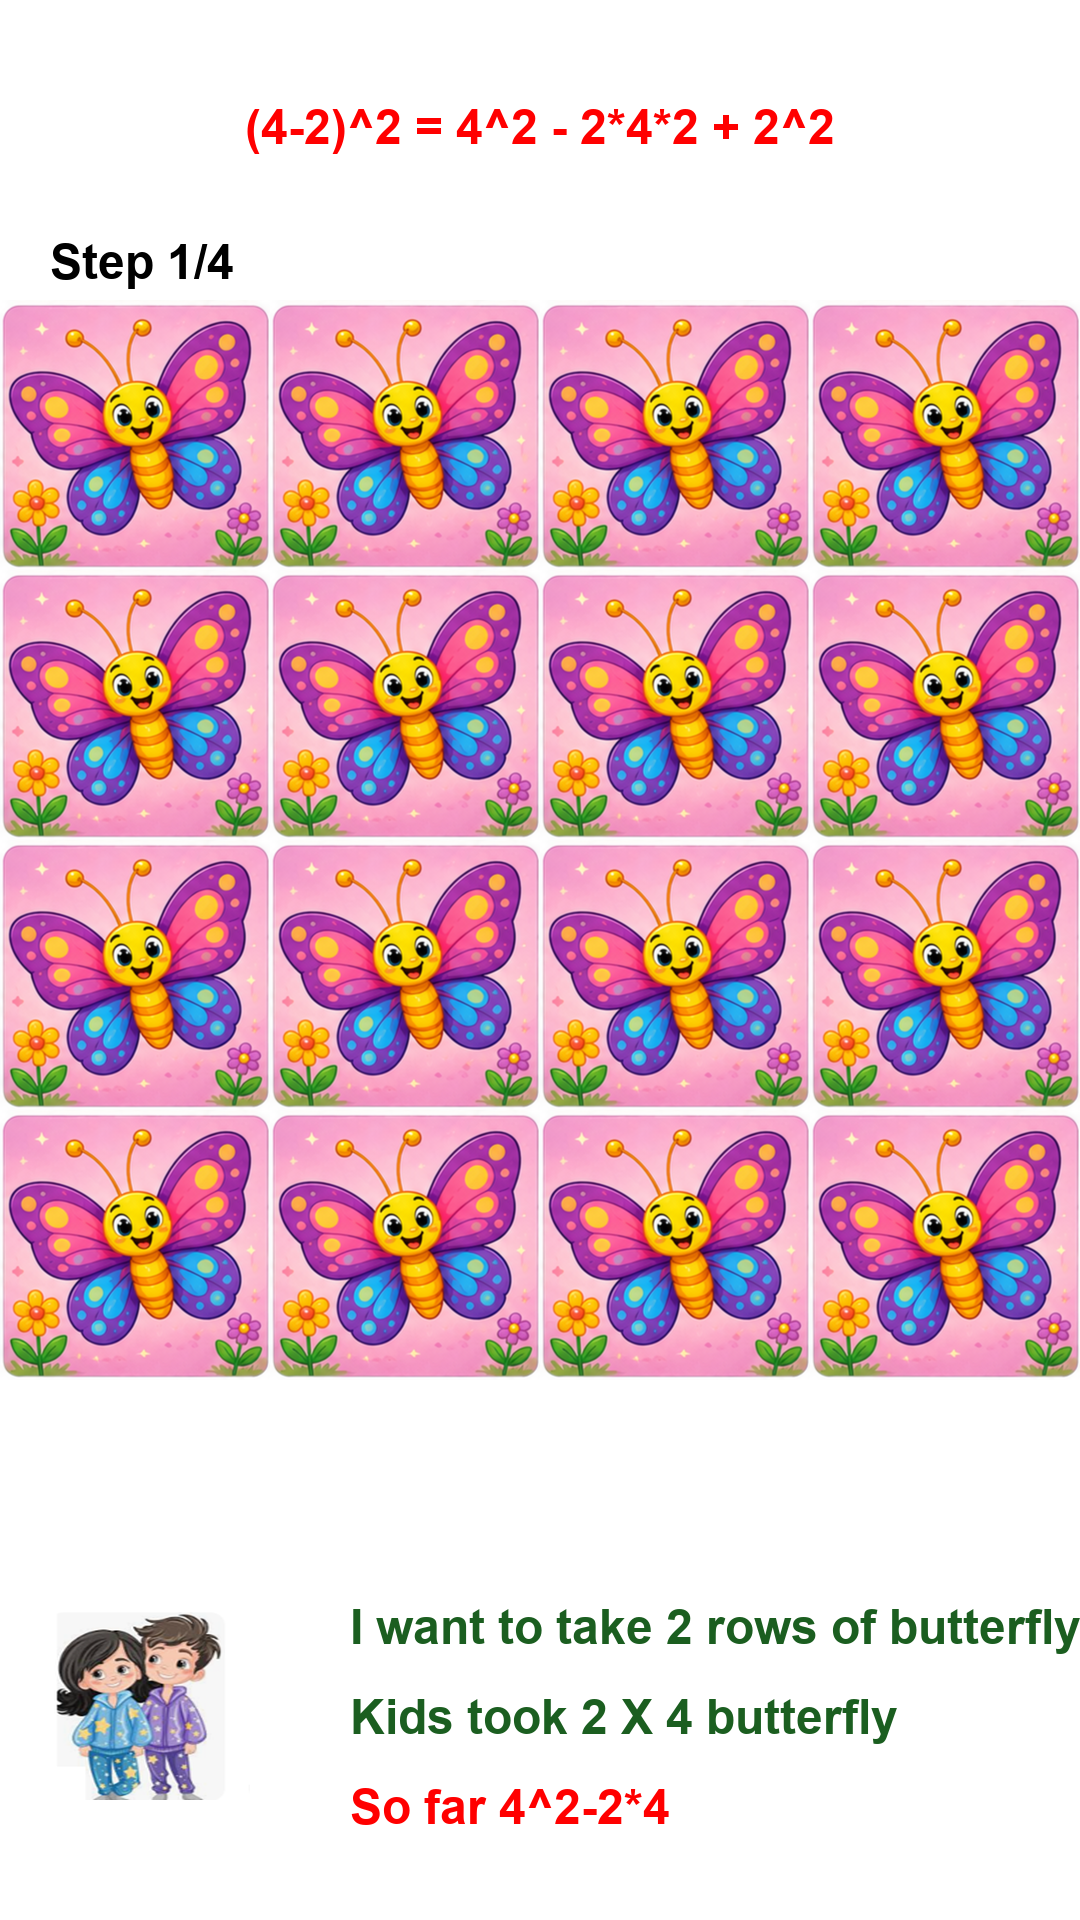 (4-2)^2 = 4^2 - 2*4*2 + 2^2
Step 1/4
I want to take 2 rows of butterfly
Kids took 2 X 4 butterfly
So far 4^2-2*4